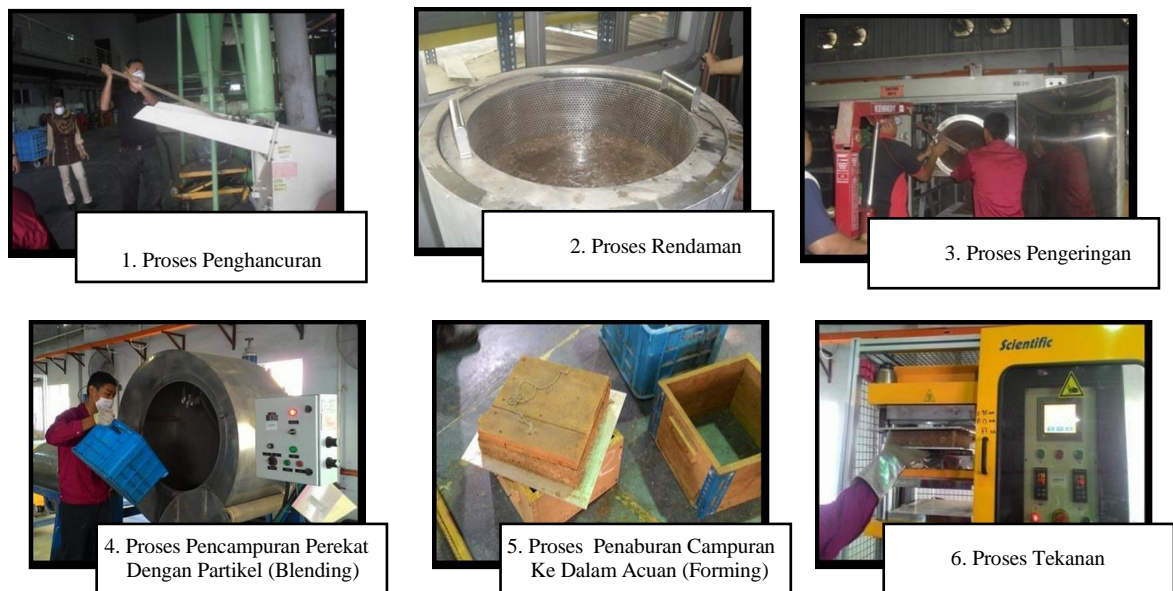 1. Proses Penghancuran
2. Proses Rendaman
3. Proses Pengeringan
KENNEDY
4. Proses Pencampuran Perekat
Dengan Partikel (Blending)
5. Proses Penaburan Campuran
Ke Dalam Acuan (Forming)
Scientific
6. Proses Tekanan